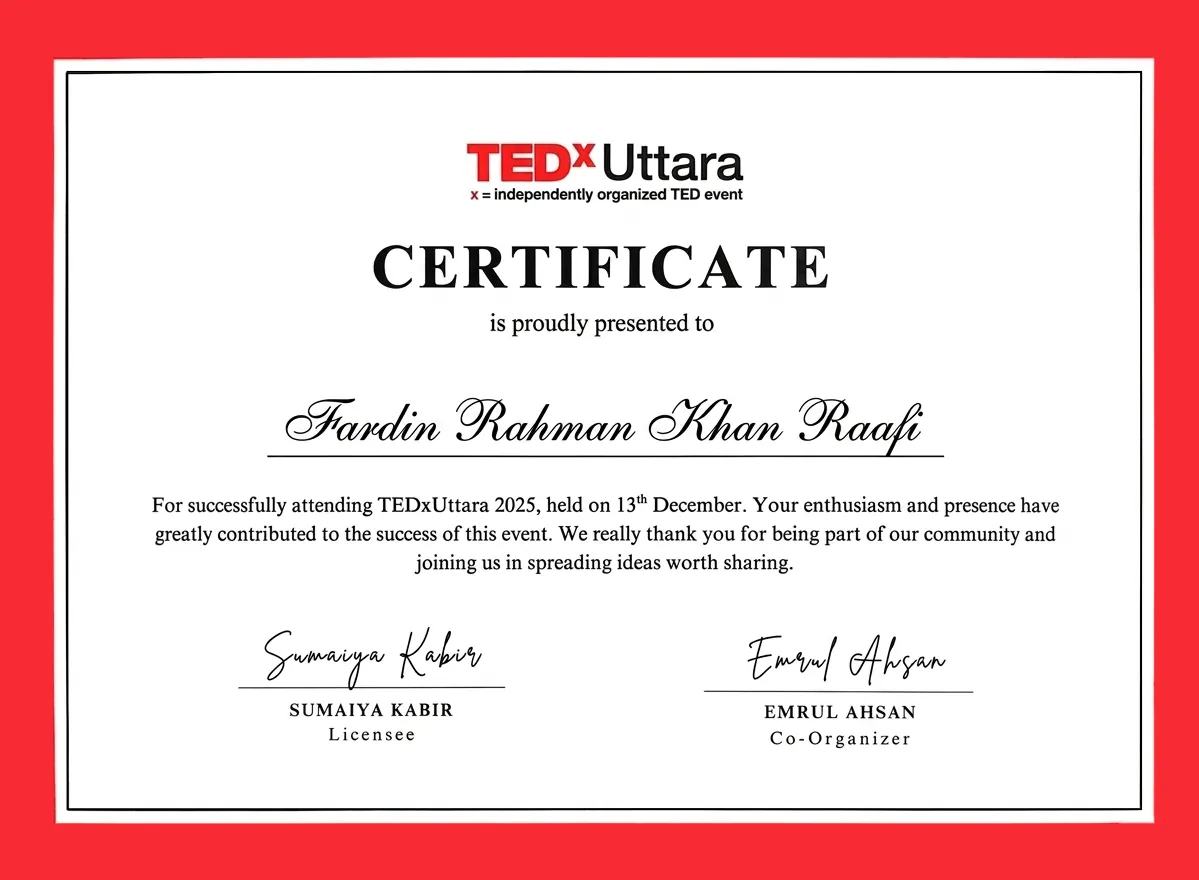 TEDx Uttara
x = independently organized TED event
CERTIFICATE
is proudly presented to
Fardin Rahman Khan Raafi
For successfully attending TEDxUttara 2025, held on 13th December. Your enthusiasm and presence have
greatly contributed to the success of this event. We really thank you for being part of our community and
joining us in spreading ideas worth sharing.
Sumaiya Kabir
Emrul Ahsan
SUMAIYA KABIR
EMRUL AHSAN
Licensee
Co-Organizer